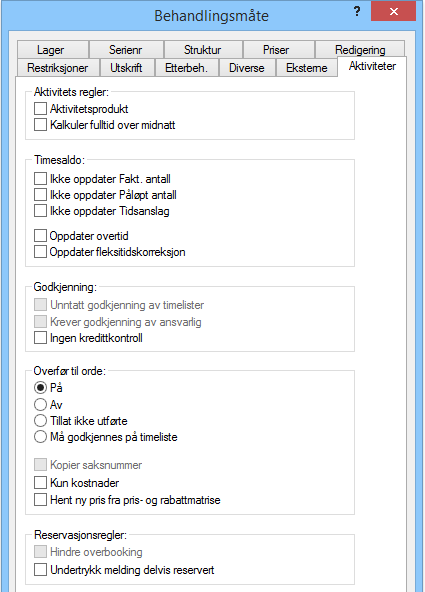 Behandlingsmåte ? ×
Lager Serienr Struktur Priser Redigering
Restriksjoner Utskrift Etterbeh. Diverse Eksterne Aktiviteter
Aktivitets regler:
Aktivitetsprodukt
Kalkuler fulltid over midnatt
Timesaldo:
Ikke oppdater Fakt. antall
Ikke oppdater Påløpt antall
Ikke oppdater Tidsanslag
Oppdater overtid
Oppdater fleksitidskorreksjon
Godkjenning:
Unntatt godkjenning av timelister
Krever godkjenning av ansvarlig
Ingen kredittkontroll
Overfør til orde:
På
Av
Tillat ikke utførte
Må godkjennes på timeliste
Kopier saksnummer
Kun kostnader
Hent ny pris fra pris- og rabattmatrise
Reservasjonsregler:
Hindre overbooking
Undertrykk melding delvis reservert